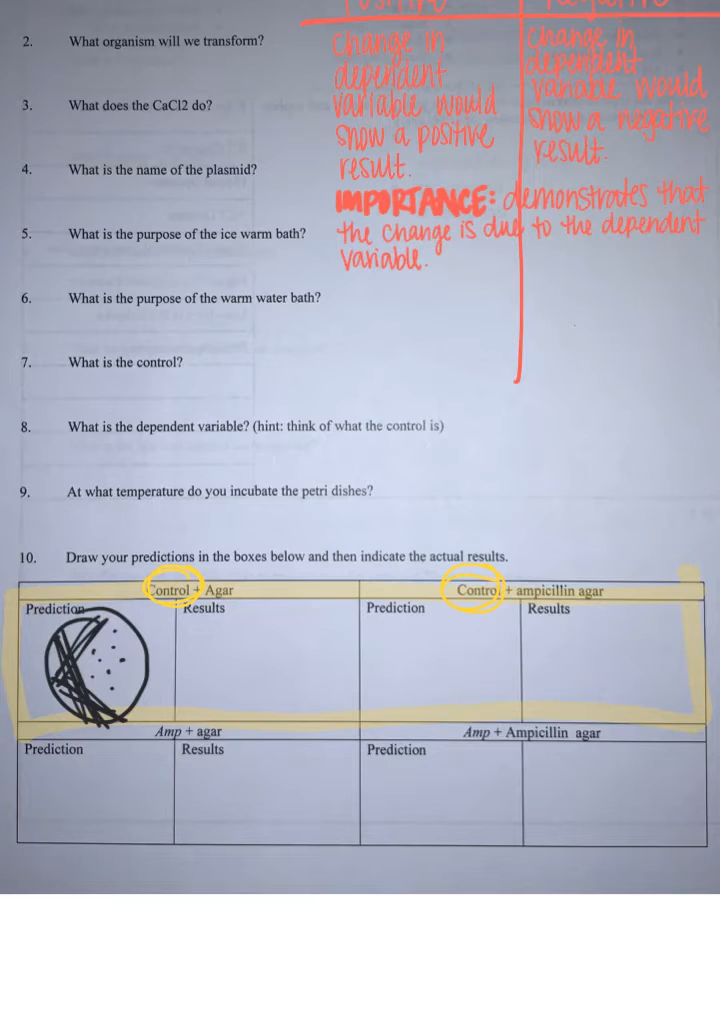 Positive Negative
2. What organism will we transform?
change in
dependent
variable would
show a positive
result.
change in
dependent
variable would
show a negative
result.
3. What does the CaCl2 do?
4. What is the name of the plasmid?
IMPORTANCE: demonstrates that
the change is due to the dependent
variable.
5. What is the purpose of the ice warm bath?
6. What is the purpose of the warm water bath?
7. What is the control?
8. What is the dependent variable? (hint: think of what the control is)
9. At what temperature do you incubate the petri dishes?
10. Draw your predictions in the boxes below and then indicate the actual results.
Control + Agar Control + ampicillin agar
Prediction Results Prediction Results
Amp + agar Amp + Ampicillin agar
Prediction Results Prediction